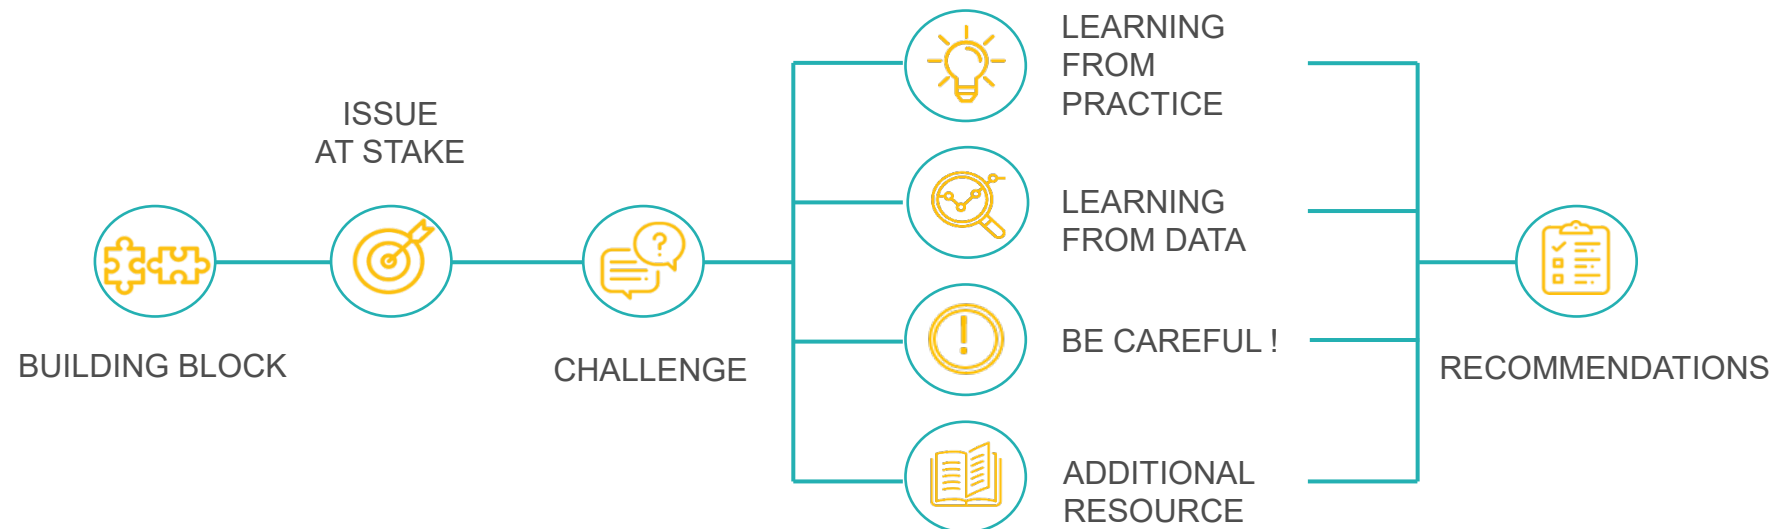 BUILDING BLOCK
ISSUE
AT STAKE
CHALLENGE
LEARNING
FROM
PRACTICE
LEARNING
FROM DATA
BE CAREFUL !
ADDITIONAL
RESOURCE
RECOMMENDATIONS